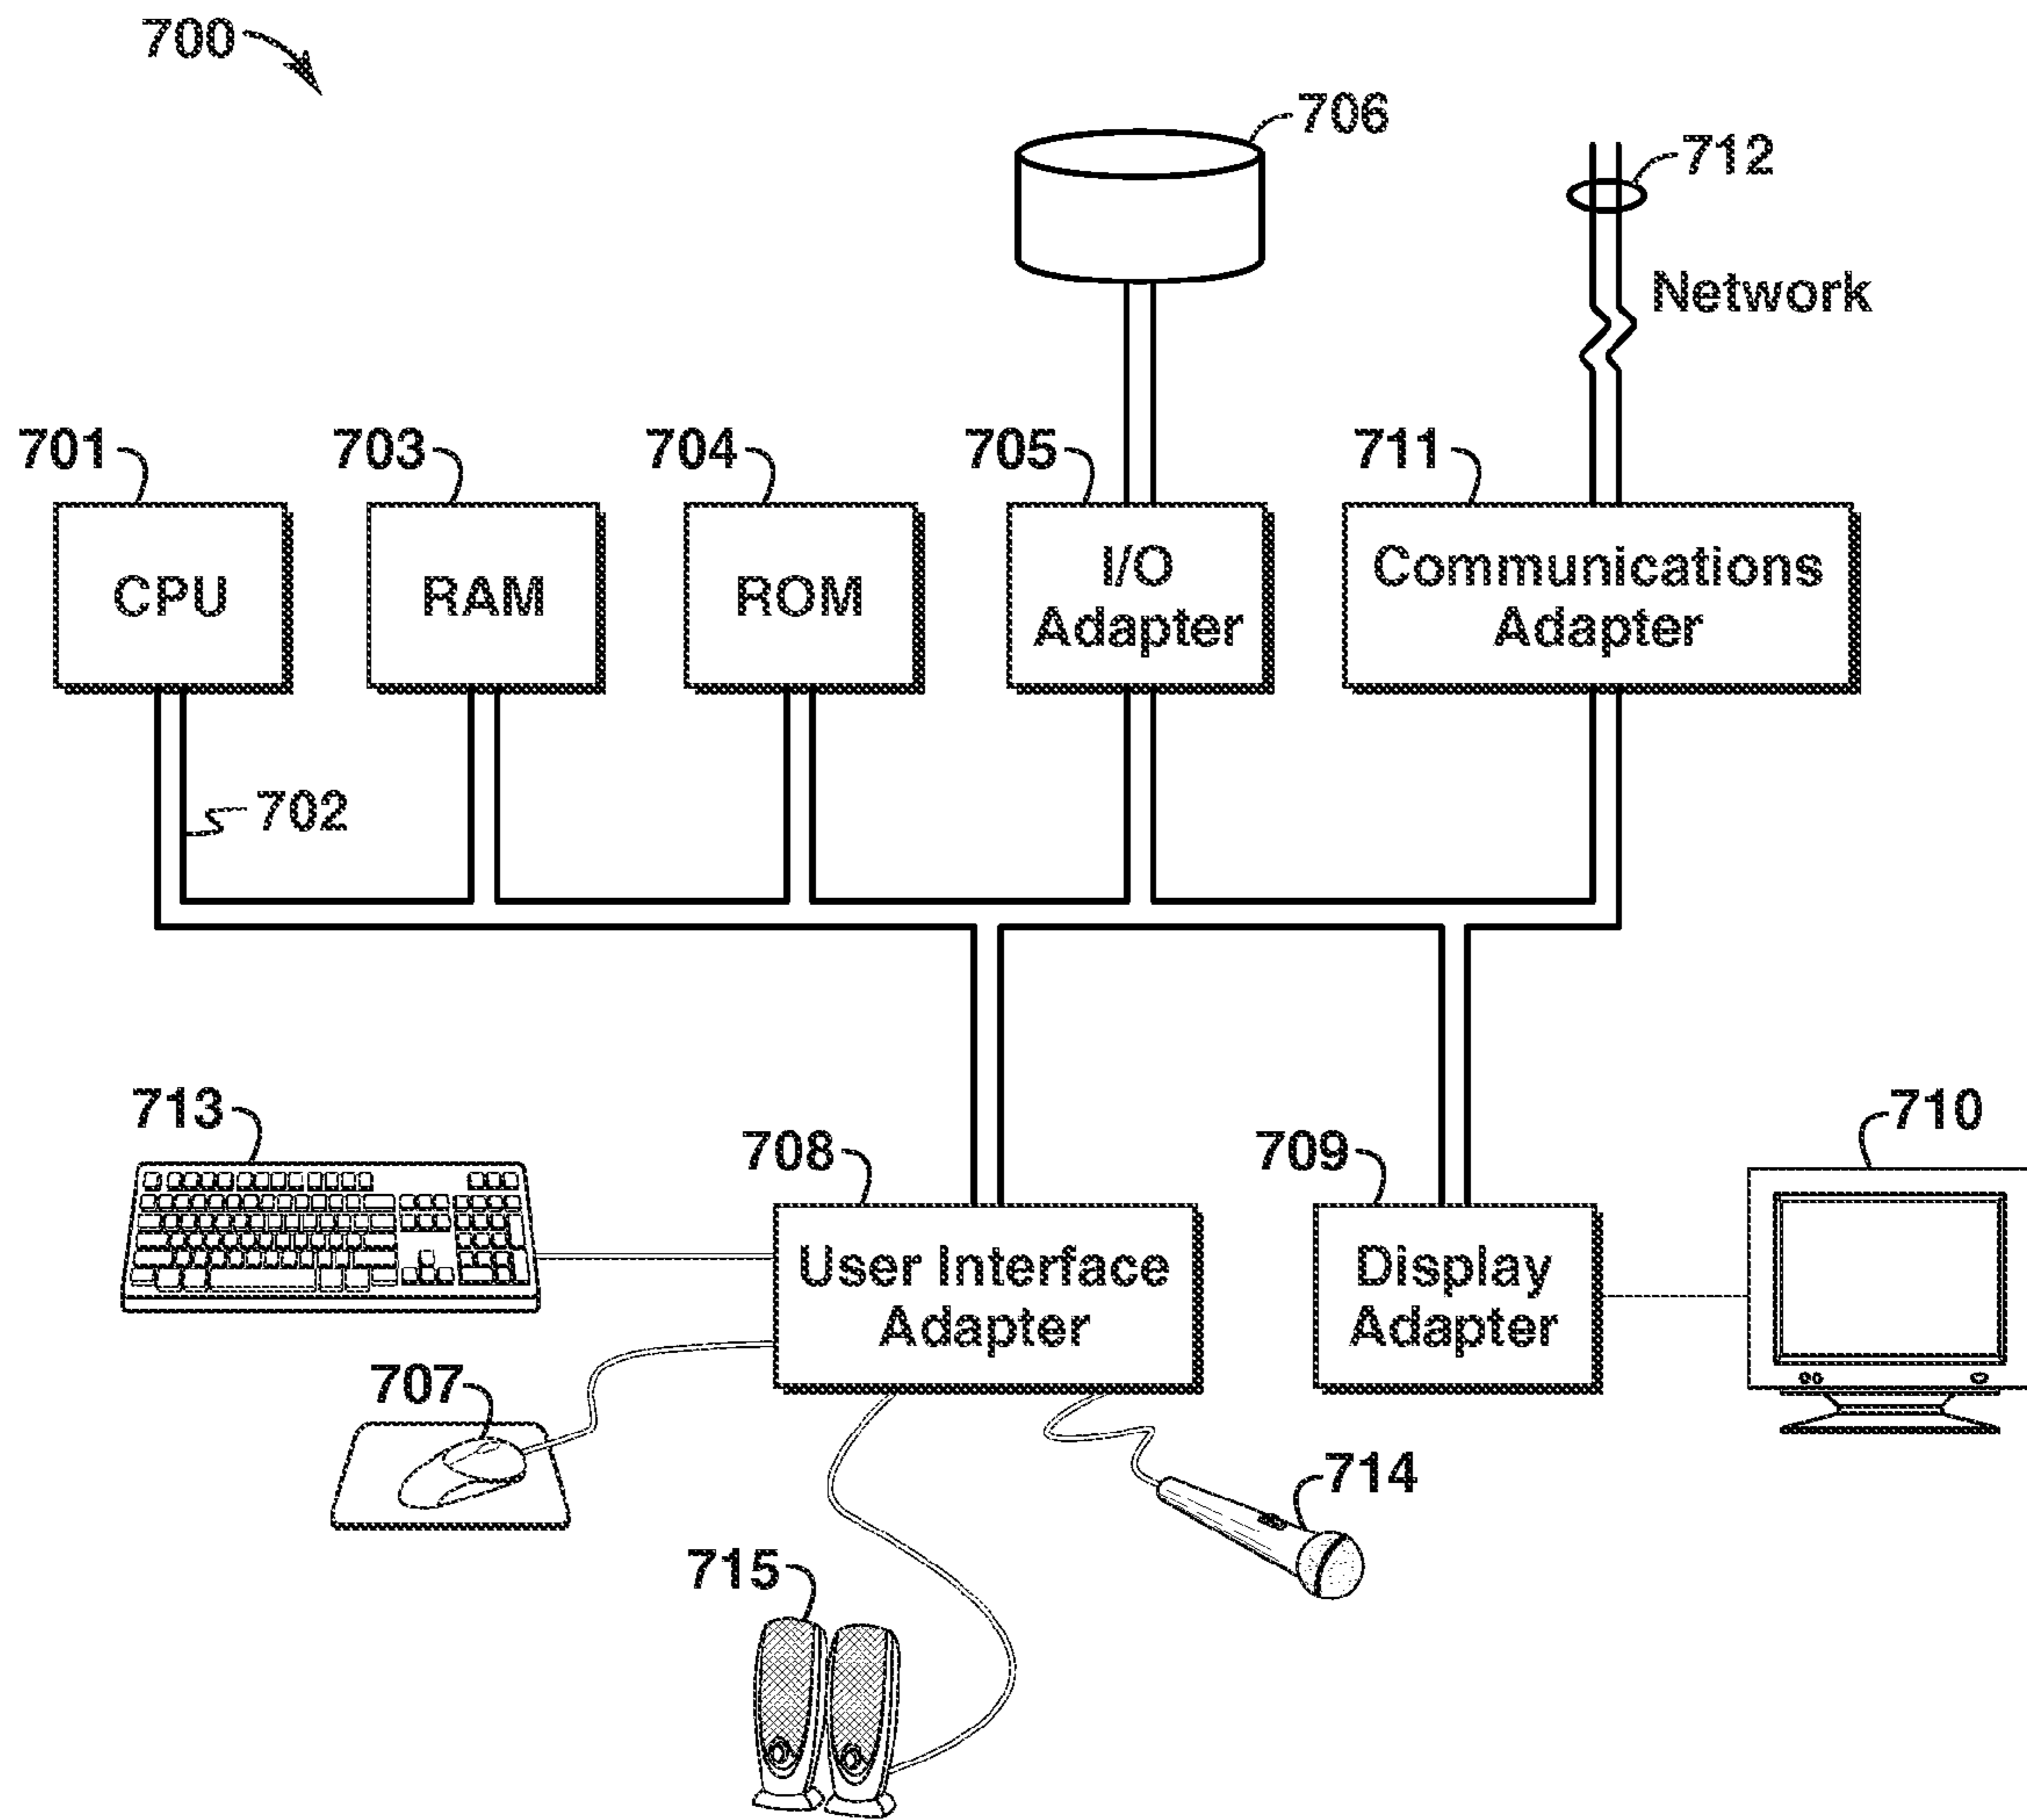 700
706
712
Network
701
703
704
705
711
CPU
RAM
ROM
I/O
Adapter
Communications
Adapter
702
713
708
709
710
User Interface
Adapter
Display
Adapter
707
714
715